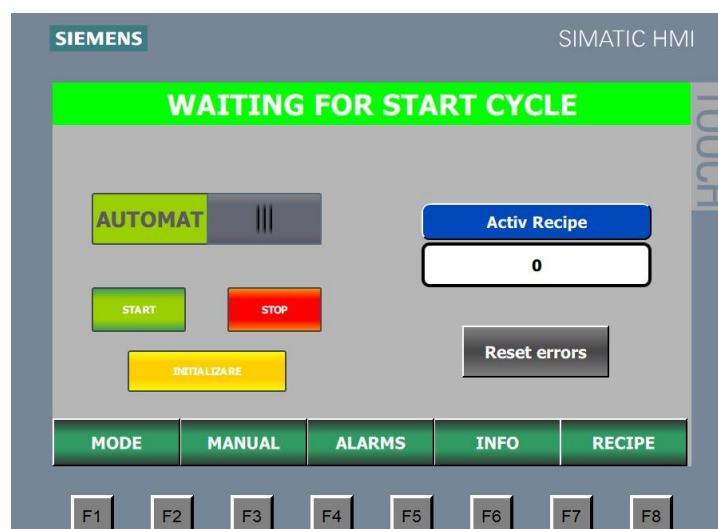 SIEMENS
SIMATIC HMI
TOUCH
WAITING FOR START CYCLE
AUTOMAT
Activ Recipe
0
START
STOP
INITIALIZARE
Reset errors
MODE
MANUAL
ALARMS
INFO
RECIPE
F1
F2
F3
F4
F5
F6
F7
F8